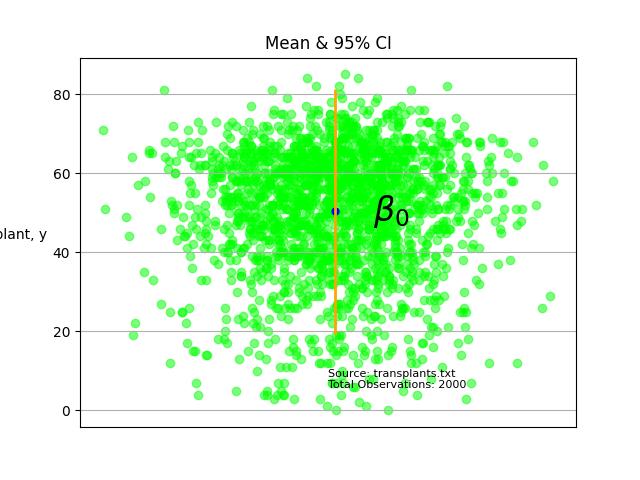 Mean & 95% CI
80
60
40
20
0
plant, y
β0
Source: transplants.txt
Total Observations: 2000